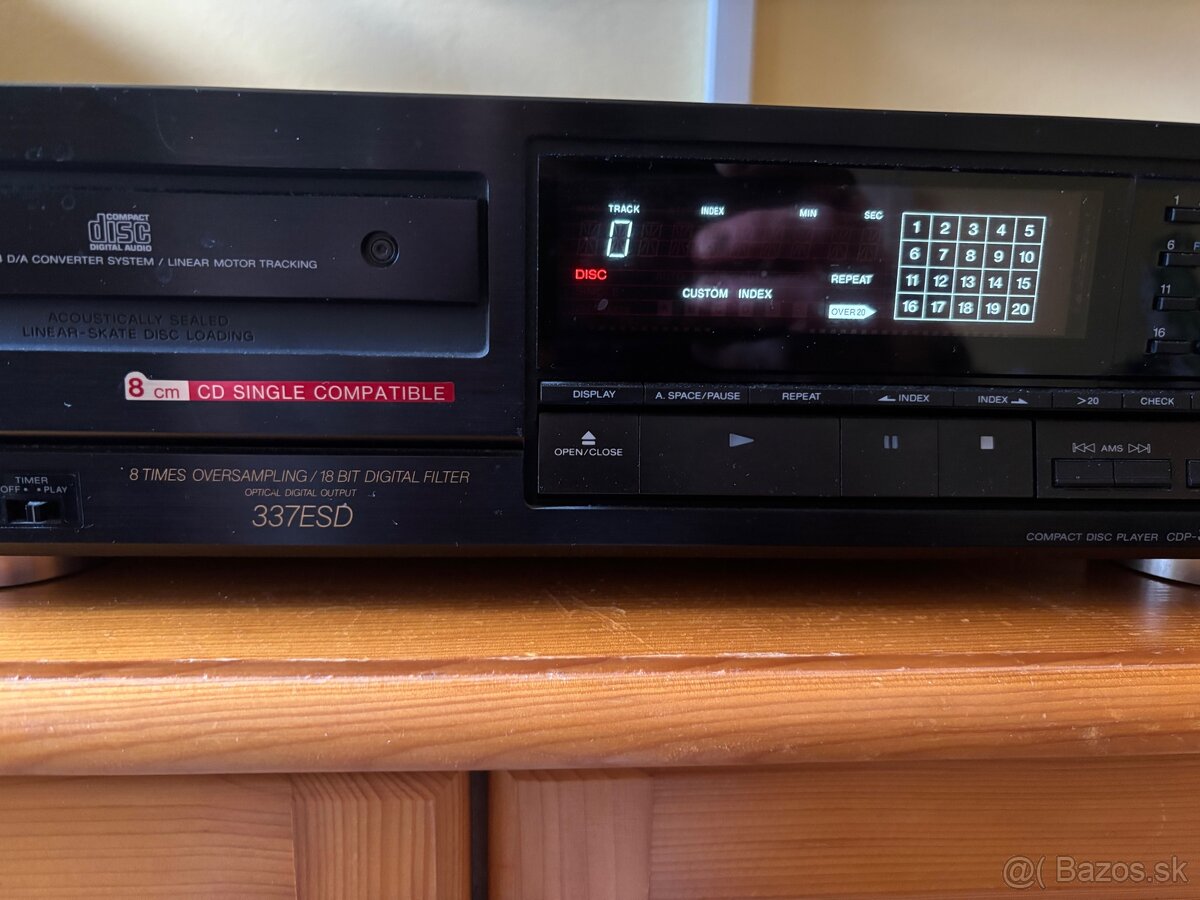 COMPACT
disc
DIGITAL AUDIO
D/A CONVERTER SYSTEM / LINEAR MOTOR TRACKING
ACOUSTICALLY SEALED
LINEAR-SKATE DISC LOADING
8 cm CD SINGLE COMPATIBLE
TIMER
OFF PLAY
8 TIMES OVERSAMPLING / 18 BIT DIGITAL FILTER
OPTICAL DIGITAL OUTPUT
337ESD
TRACK INDEX MIN SEC
0
DISC
CUSTOM INDEX
REPEAT
OVER20
1 2 3 4 5
6 7 8 9 10
11 12 13 14 15
16 17 18 19 20
1
6
11
16
DISPLAY A. SPACE/PAUSE REPEAT INDEX INDEX >20 CHECK
OPEN/CLOSE
AMS
COMPACT DISC PLAYER CDP-
@( Bazos.sk